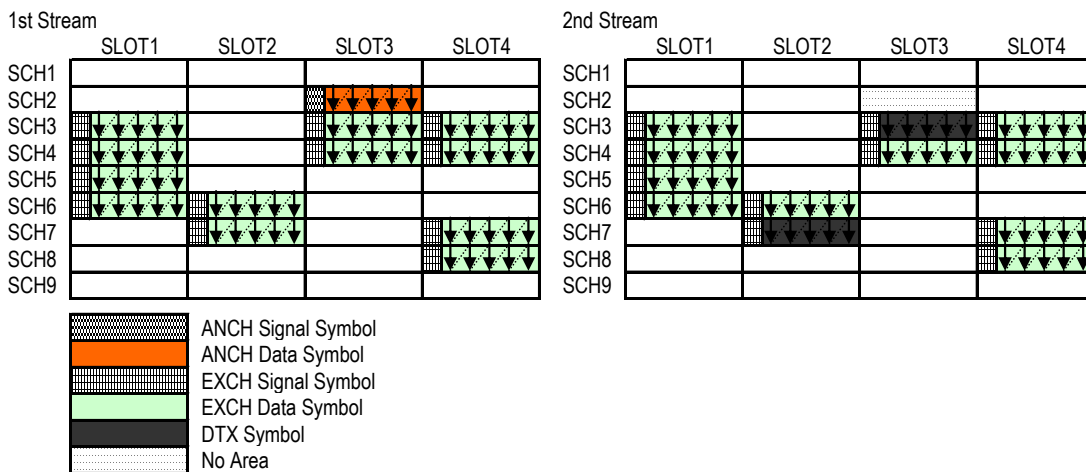 1st Stream
SLOT1 SLOT2 SLOT3 SLOT4
SCH1
SCH2
SCH3
SCH4
SCH5
SCH6
SCH7
SCH8
SCH9
2nd Stream
SLOT1 SLOT2 SLOT3 SLOT4
SCH1
SCH2
SCH3
SCH4
SCH5
SCH6
SCH7
SCH8
SCH9
ANCH Signal Symbol
ANCH Data Symbol
EXCH Signal Symbol
EXCH Data Symbol
DTX Symbol
No Area